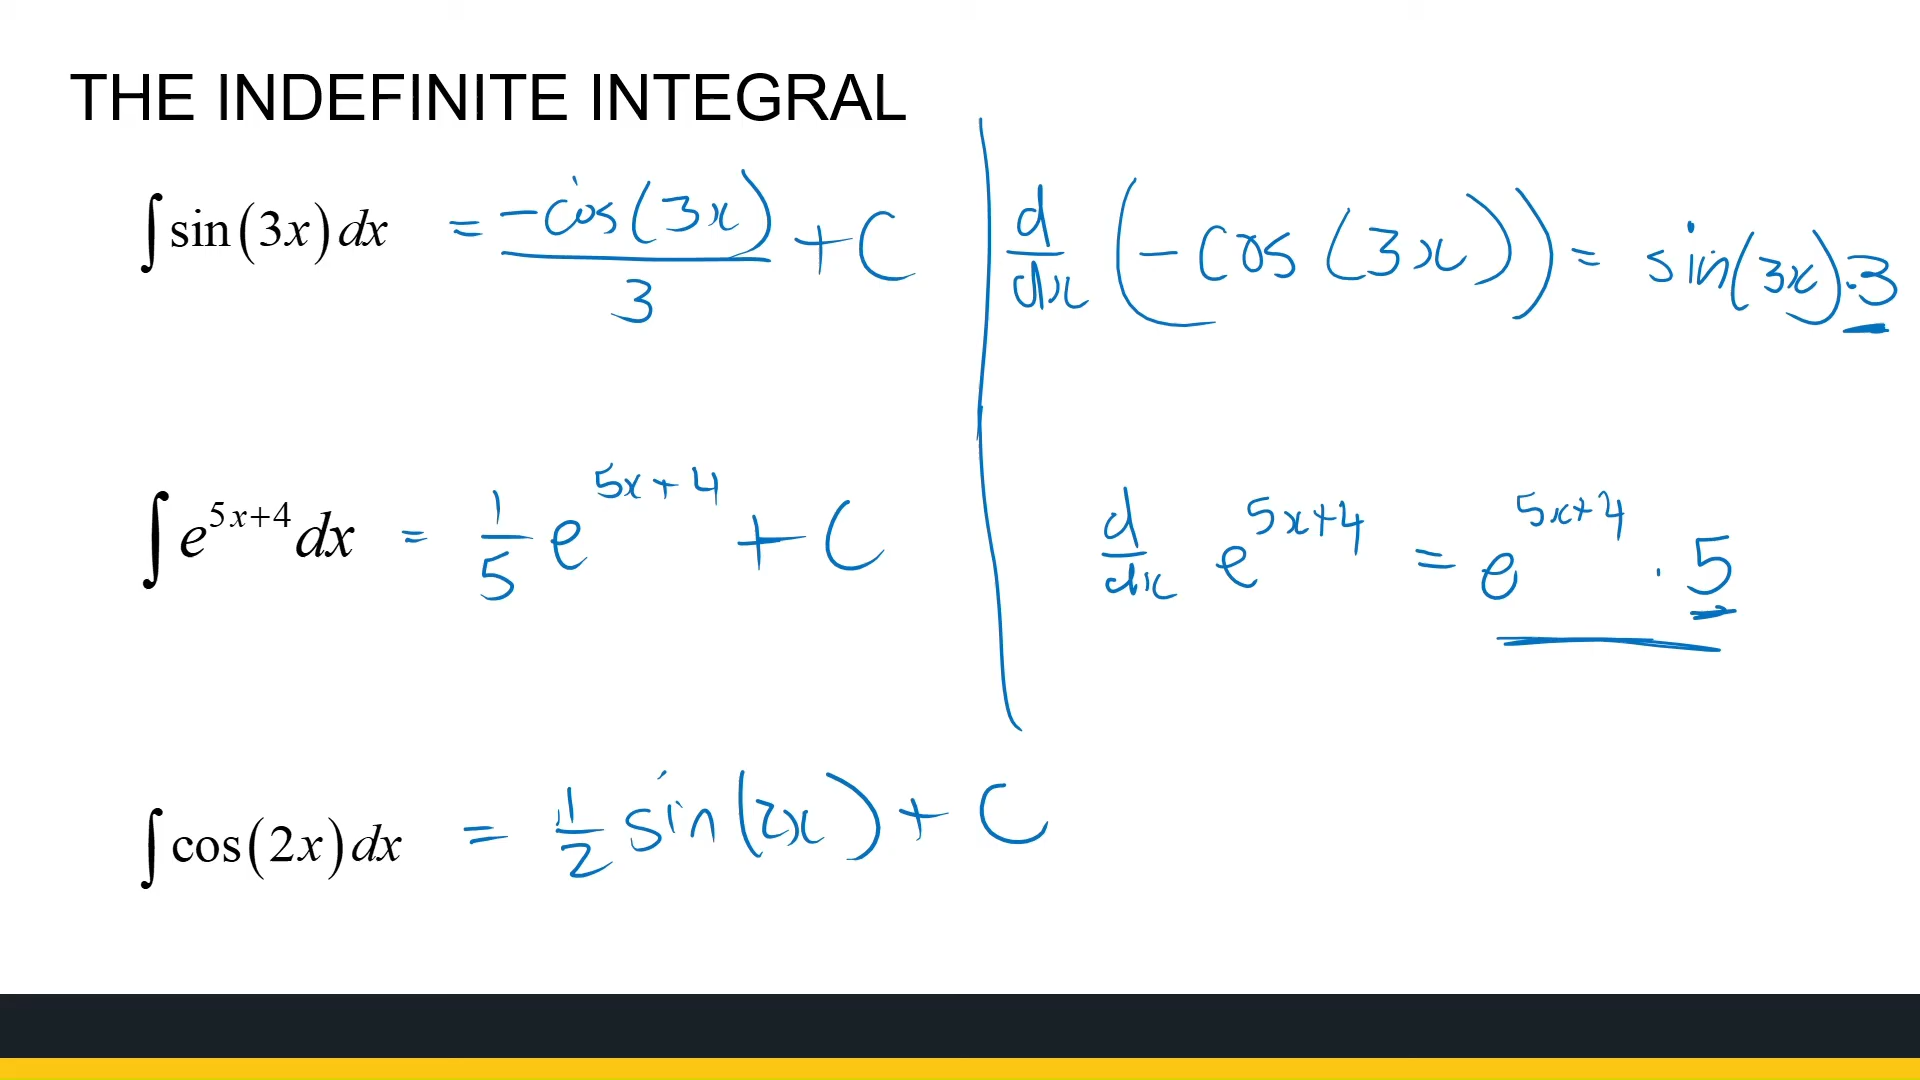 THE INDEFINITE INTEGRAL
∫ sin(3x) dx = -cos(3x)/3 + C
d/dx (-cos(3x)) = sin(3x).3
∫ e^(5x+4) dx = 1/5 e^(5x+4) + C
d/dx e^(5x+4) = e^(5x+4) · 5
∫ cos(2x) dx = 1/2 sin(2x) + C